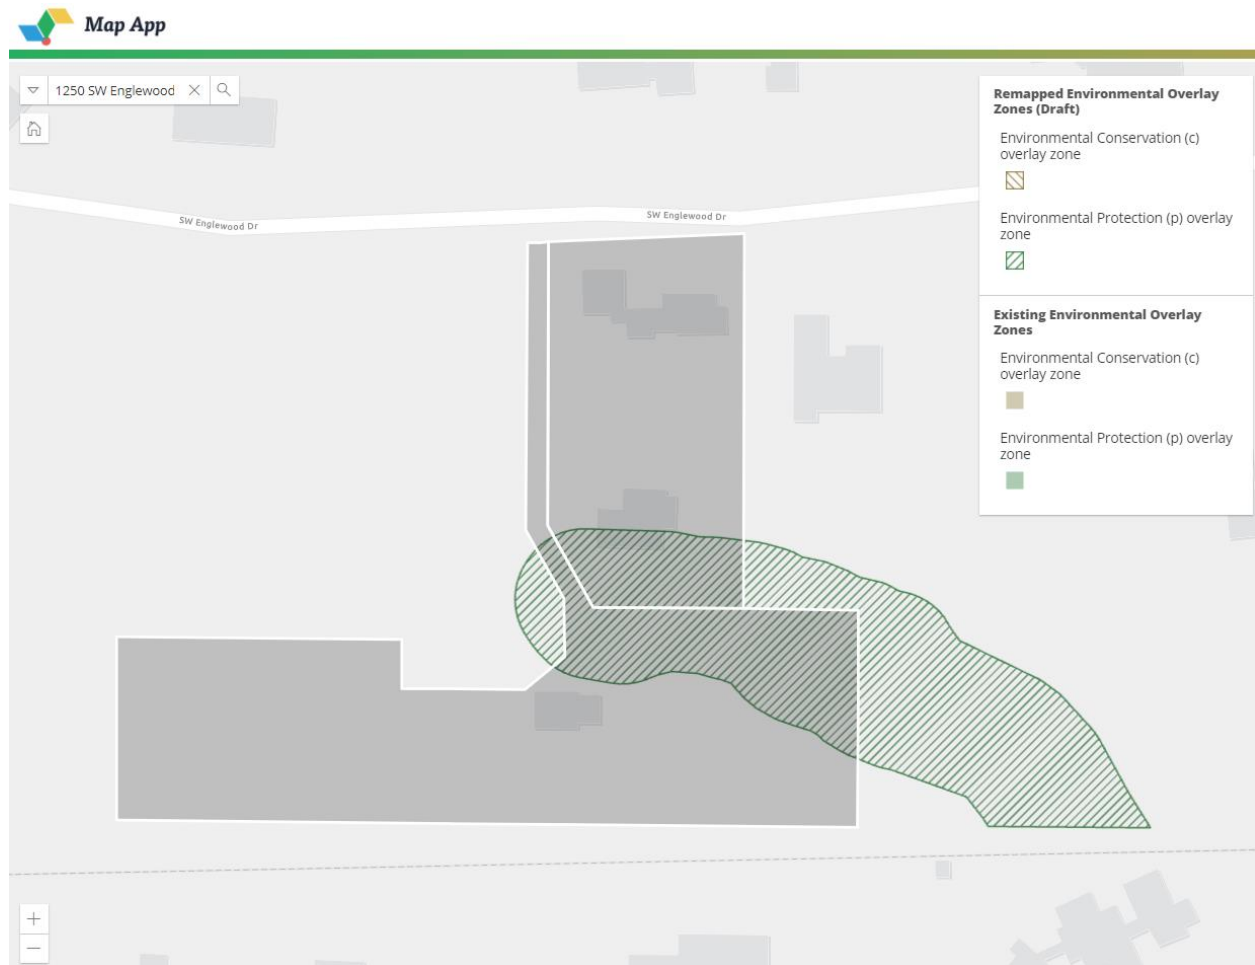 Map App
1250 SW Englewood
Remapped Environmental Overlay
Zones (Draft)
Environmental Conservation (c)
overlay zone
Environmental Protection (p) overlay
zone
Existing Environmental Overlay
Zones
Environmental Conservation (c)
overlay zone
Environmental Protection (p) overlay
zone
SW Englewood Dr
SW Englewood Dr